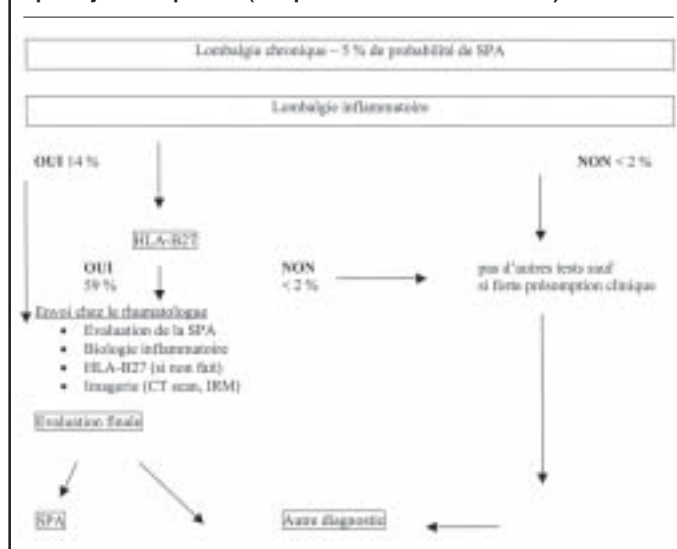 Lombalgie chronique – 5 % de probabilité de SPA
Lombalgie inflammatoire
OUI 14 %
NON < 2 %
HLA-B27
OUI
59 %
NON
< 2 %
pas d'autres tests sauf
si forte présomption clinique
Envoi chez le rhumatologue
• Evaluation de la SPA
• Biologie inflammatoire
• HLA-B27 (si non fait)
• Imagerie (CT scan, IRM)
Evaluation finale
SPA
Autre diagnostic